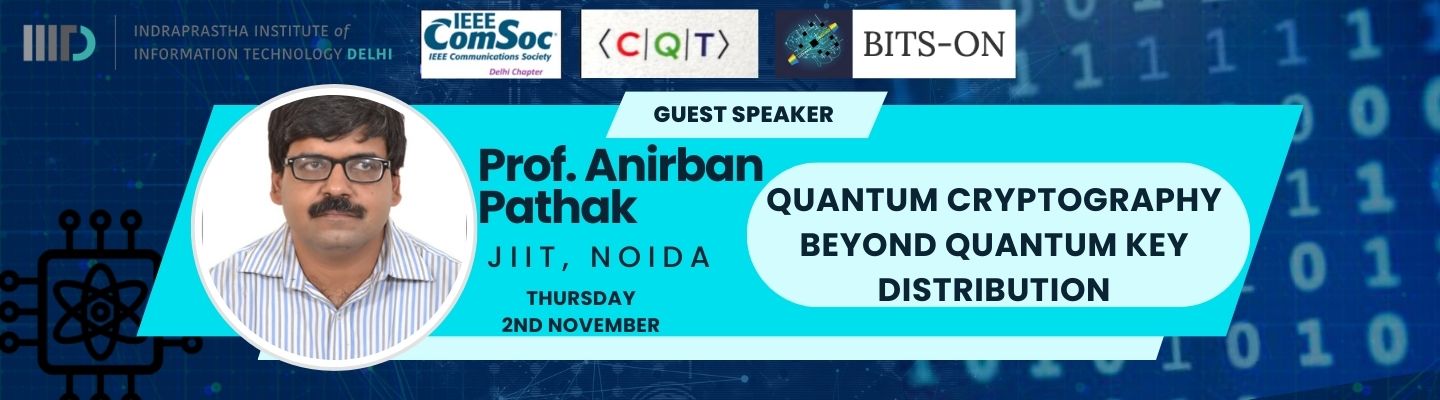 IIITD
INDRAPRASTHA INSTITUTE of
INFORMATION TECHNOLOGY DELHI
IEEE
ComSoc
IEEE Communications Society
Delhi Chapter
⟨C|Q|T⟩
BITS-ON
GUEST SPEAKER
Prof. Anirban
Pathak
JIIT, NOIDA
THURSDAY
2ND NOVEMBER
QUANTUM CRYPTOGRAPHY
BEYOND QUANTUM KEY
DISTRIBUTION